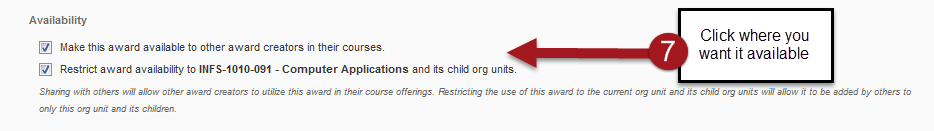 Availability
Make this award available to other award creators in their courses.
Restrict award availability to INFS-1010-091 - Computer Applications and its child org units.
Sharing with others will allow other award creators to utilize this award in their course offerings. Restricting the use of this award to the current org unit and its child org units will allow it to be added by others to
only this org unit and its children.
7
Click where you
want it available